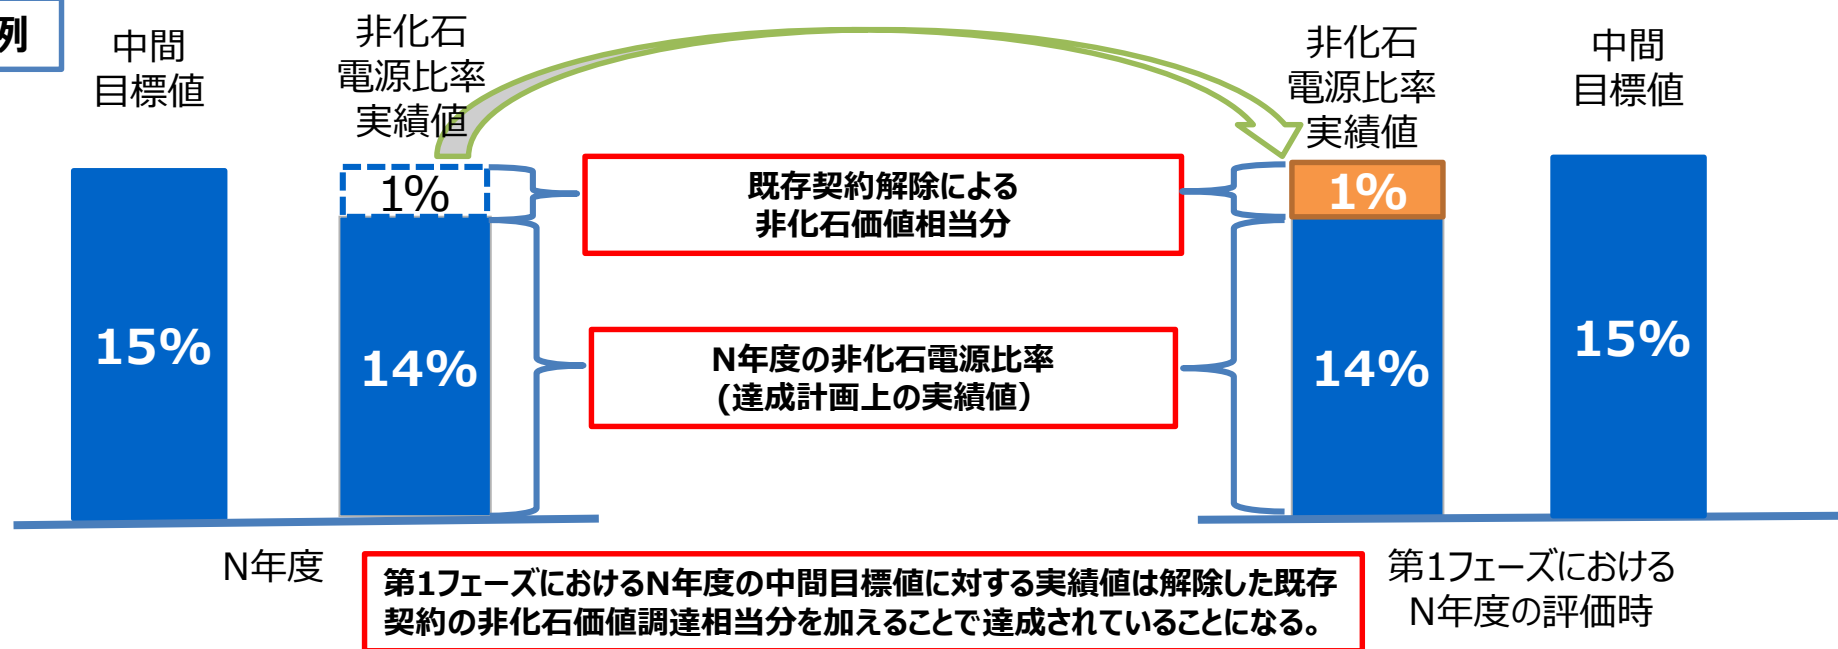 例
中間
目標値
非化石
電源比率
実績値
非化石
電源比率
実績値
中間
目標値
1%
既存契約解除による
非化石価値相当分
1%
15%
14%
N年度の非化石電源比率
(達成計画上の実績値）
14%
15%
N年度
第1フェーズにおけるN年度の中間目標値に対する実績値は解除した既存
契約の非化石価値調達相当分を加えることで達成されていることになる。
第1フェーズにおける
N年度の評価時